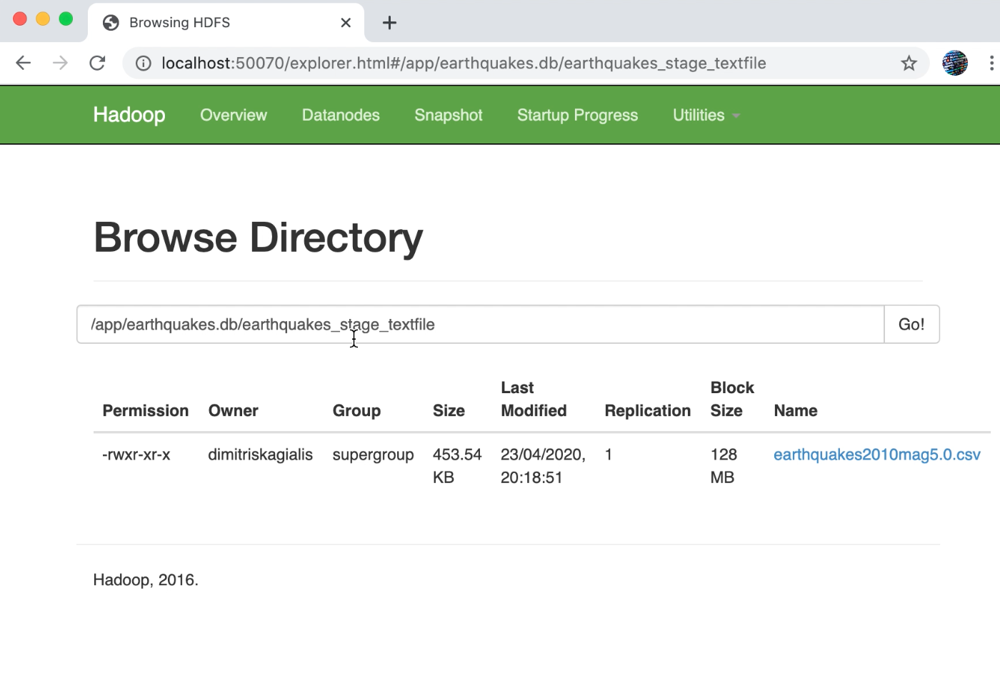 Browsing HDFS
localhost:50070/explorer.html#/app/earthquakes.db/earthquakes_stage_textfile
Hadoop Overview Datanodes Snapshot Startup Progress Utilities
Browse Directory
/app/earthquakes.db/earthquakes_stage_textfile Go!
Permission Owner Group Size Last Modified Replication Block Size Name
-rwxr-xr-x dimitriskagialis supergroup 453.54 KB 23/04/2020, 20:18:51 1 128 MB earthquakes2010mag5.0.csv
Hadoop, 2016.